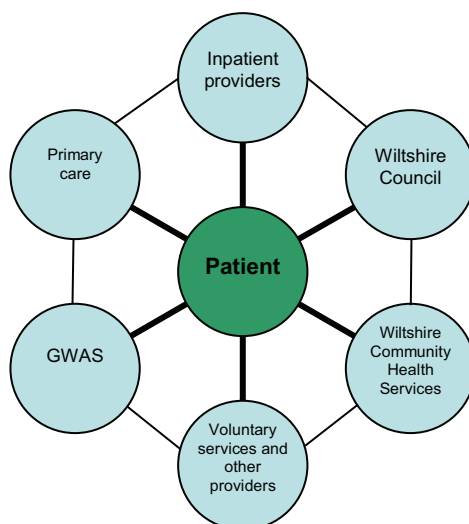 Inpatient
providers
Primary
care
Wiltshire
Council
Patient
GWAS
Wiltshire
Community
Health
Services
Voluntary
services and
other
providers